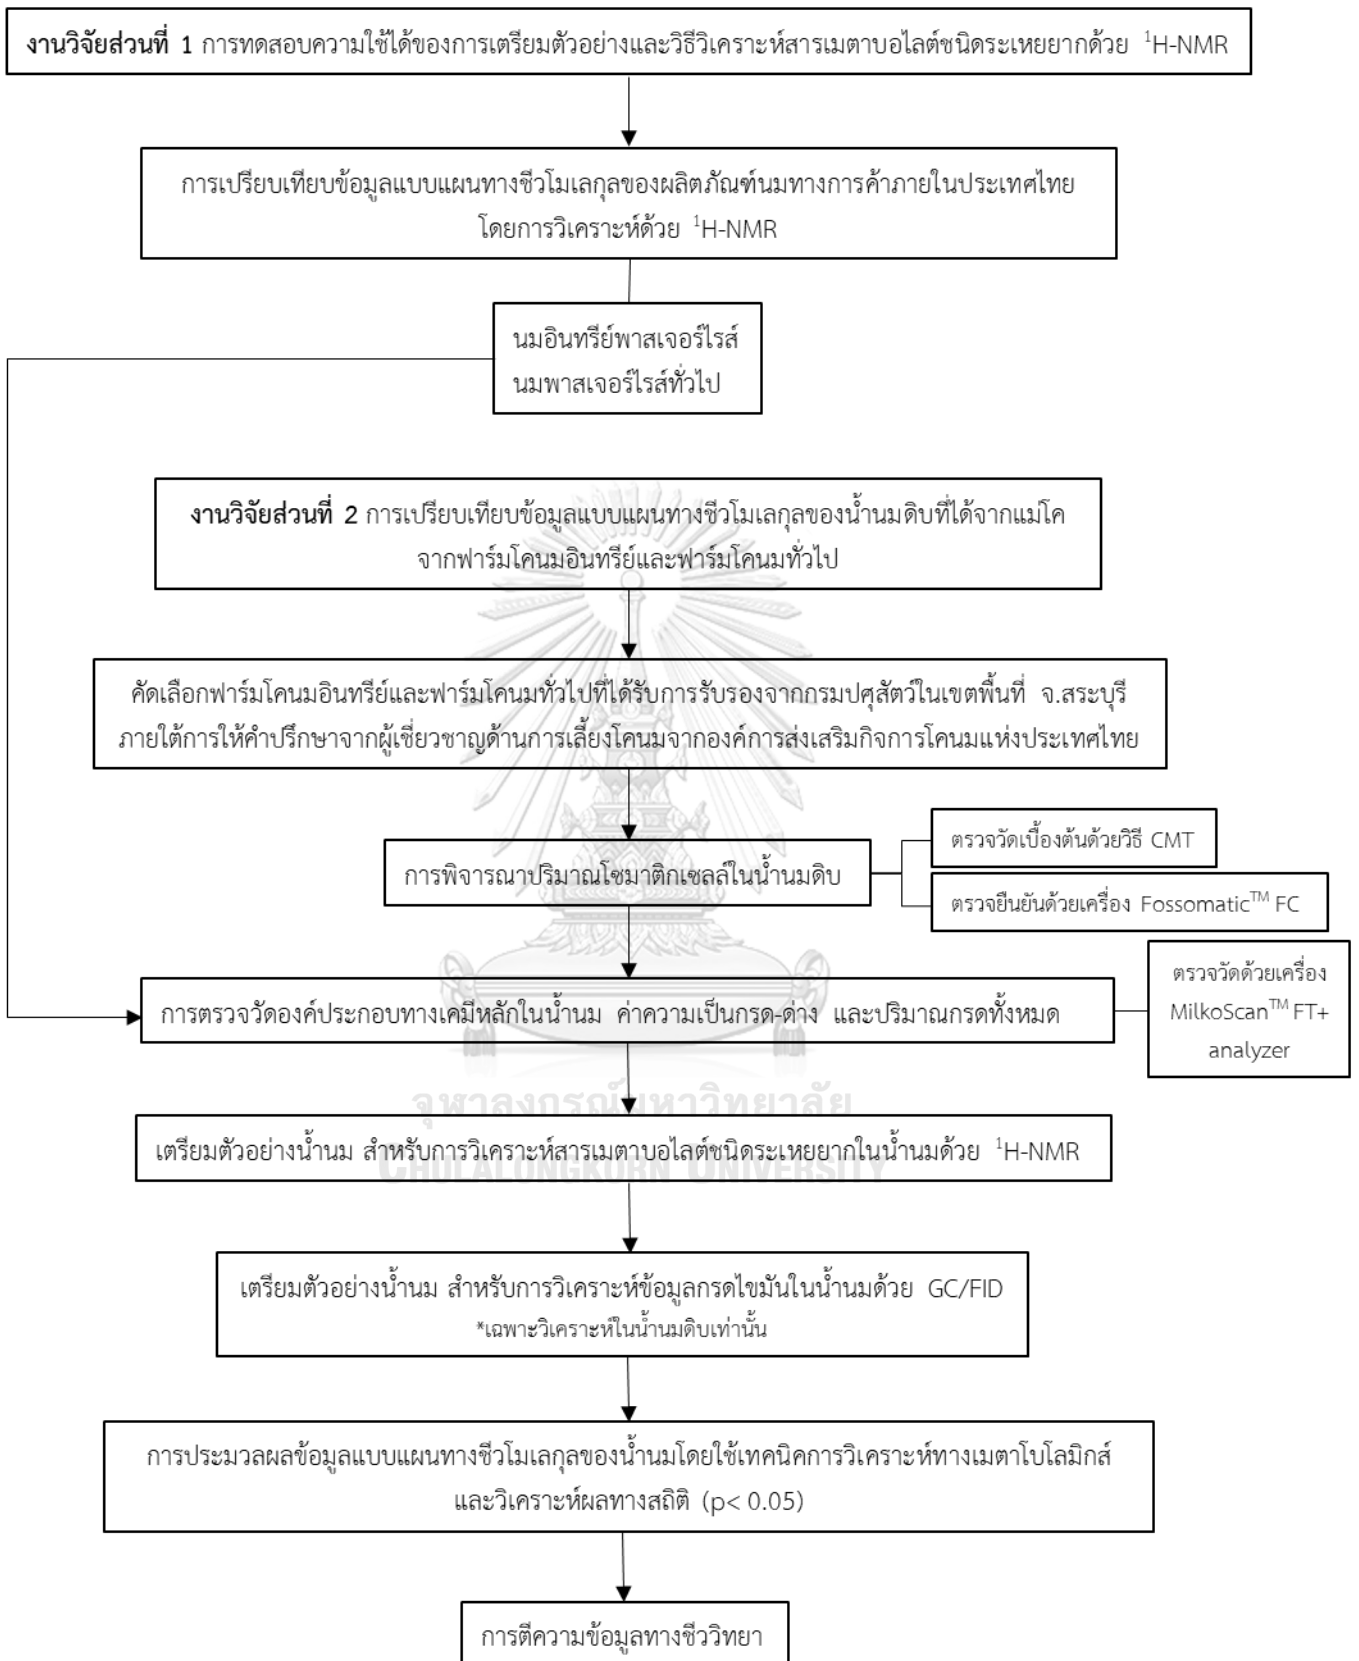 งานวิจัยส่วนที่ 1 การทดสอบความใช้ได้ของการเตรียมตัวอย่างและวิธีวิเคราะห์สารเมตาบอไลต์ชนิดระเหยยากด้วย ¹H-NMR
การเปรียบเทียบข้อมูลแบบแผนทางชีวโมเลกุลของผลิตภัณฑ์นมทางการค้าภายในประเทศไทย
โดยการวิเคราะห์ด้วย ¹H-NMR
นมอินทรีย์พาสเจอร์ไรส์
นมพาสเจอร์ไรส์ทั่วไป
งานวิจัยส่วนที่ 2 การเปรียบเทียบข้อมูลแบบแผนทางชีวโมเลกุลของน้ำนมดิบที่ได้จากแม่โค
จากฟาร์มโคนมอินทรีย์และฟาร์มโคนมทั่วไป
คัดเลือกฟาร์มโคนมอินทรีย์และฟาร์มโคนมทั่วไปที่ได้รับการรับรองจากกรมปศุสัตว์ในเขตพื้นที่ จ.สระบุรี
ภายใต้การให้คำปรึกษาจากผู้เชี่ยวชาญด้านการเลี้ยงโคนมจากองค์การส่งเสริมกิจการโคนมแห่งประเทศไทย
การพิจารณาปริมาณโซมาติกเซลล์ในน้ำนมดิบ
ตรวจวัดเบื้องต้นด้วยวิธี CMT
ตรวจยืนยันด้วยเครื่อง Fossomatic™ FC
การตรวจวัดองค์ประกอบทางเคมีหลักในน้ำนม ค่าความเป็นกรด-ด่าง และปริมาณกรดทั้งหมด
ตรวจวัดด้วยเครื่อง
MilkoScan™ FT+
analyzer
จุฬาลงกรณ์มหาวิทยาลัย
CHULALONGKORN UNIVERSITY
เตรียมตัวอย่างน้ำนม สำหรับการวิเคราะห์สารเมตาบอไลต์ชนิดระเหยยากในน้ำนมด้วย ¹H-NMR
เตรียมตัวอย่างน้ำนม สำหรับการวิเคราะห์ข้อมูลกรดไขมันในน้ำนมด้วย GC/FID
*เฉพาะวิเคราะห์ในน้ำนมดิบเท่านั้น
การประมวลผลข้อมูลแบบแผนทางชีวโมเลกุลของน้ำนมโดยใช้เทคนิคการวิเคราะห์ทางเมตาโบโลมิกส์
และวิเคราะห์ผลทางสถิติ (p< 0.05)
การตีความข้อมูลทางชีววิทยา